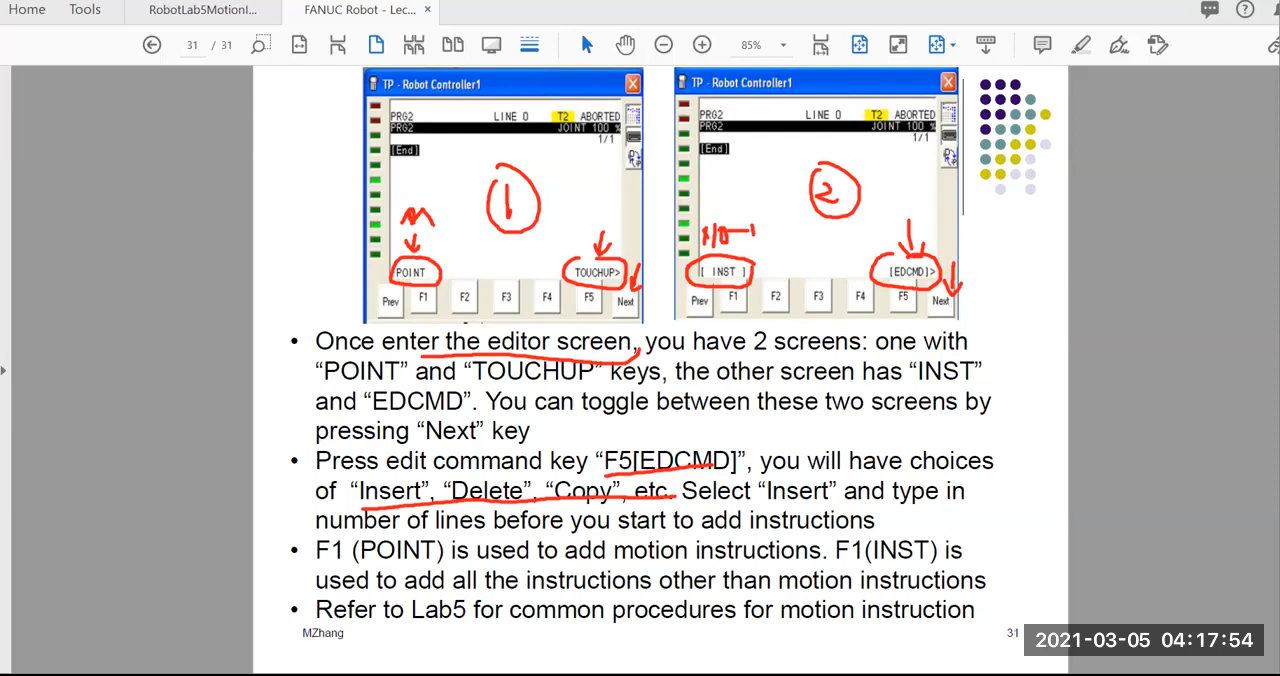 Home Tools RobotLab5MotionI... FANUC Robot - Lec... ×
31 / 31 85%
TP - Robot Controller1
PRG2 LINE 0 T2 ABORTED
PRG2 JOINT 100 %
1/1
[End]
1
m
POINT TOUCHUP>
Prev F1 F2 F3 F4 F5 Next
TP - Robot Controller1
PRG2 LINE 0 T2 ABORTED
PRG2 JOINT 100 %
1/1
[End]
2
[ INST ] [EDCMD]>
Prev F1 F2 F3 F4 F5 Next
• Once enter the editor screen, you have 2 screens: one with
“POINT” and “TOUCHUP” keys, the other screen has “INST”
and “EDCMD”. You can toggle between these two screens by
pressing “Next” key
• Press edit command key “F5[EDCMD]”, you will have choices
of “Insert”, “Delete”, “Copy”, etc. Select “Insert” and type in
number of lines before you start to add instructions
• F1 (POINT) is used to add motion instructions. F1(INST) is
used to add all the instructions other than motion instructions
• Refer to Lab5 for common procedures for motion instruction
MZhang 31
2021-03-05 04:17:54